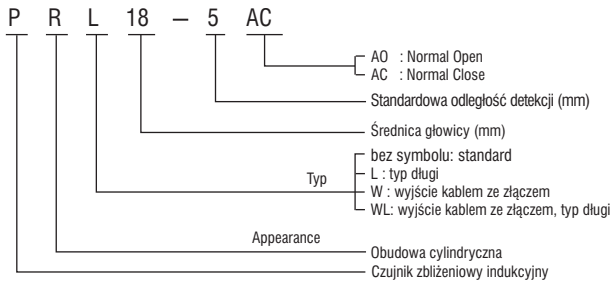 P R L 18 – 5 AC
AO : Normal Open
AC : Normal Close
Standardowa odległość detekcji (mm)
Średnica głowicy (mm)
Typ
bez symbolu: standard
L : typ długi
W : wyjście kablem ze złączem
WL: wyjście kablem ze złączem, typ długi
Appearance
Obudowa cylindryczna
Czujnik zbliżeniowy indukcyjny